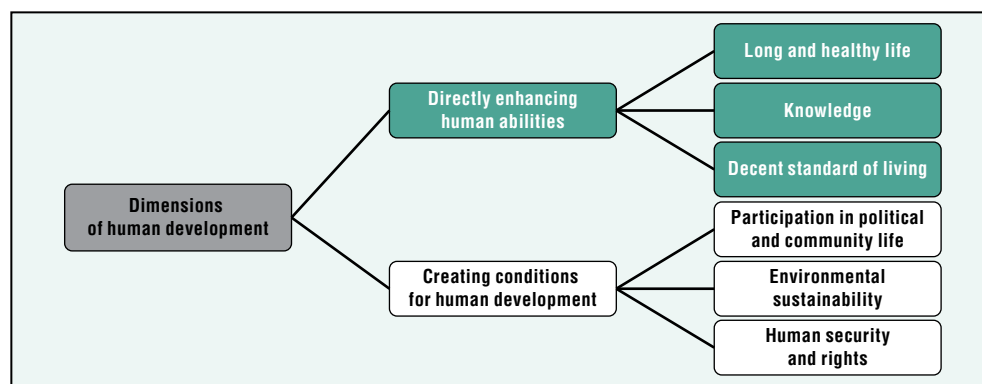 Dimensions
of human development
Directly enhancing
human abilities
Long and healthy life
Knowledge
Decent standard of living
Creating conditions
for human development
Participation in political
and community life
Environmental
sustainability
Human security
and rights